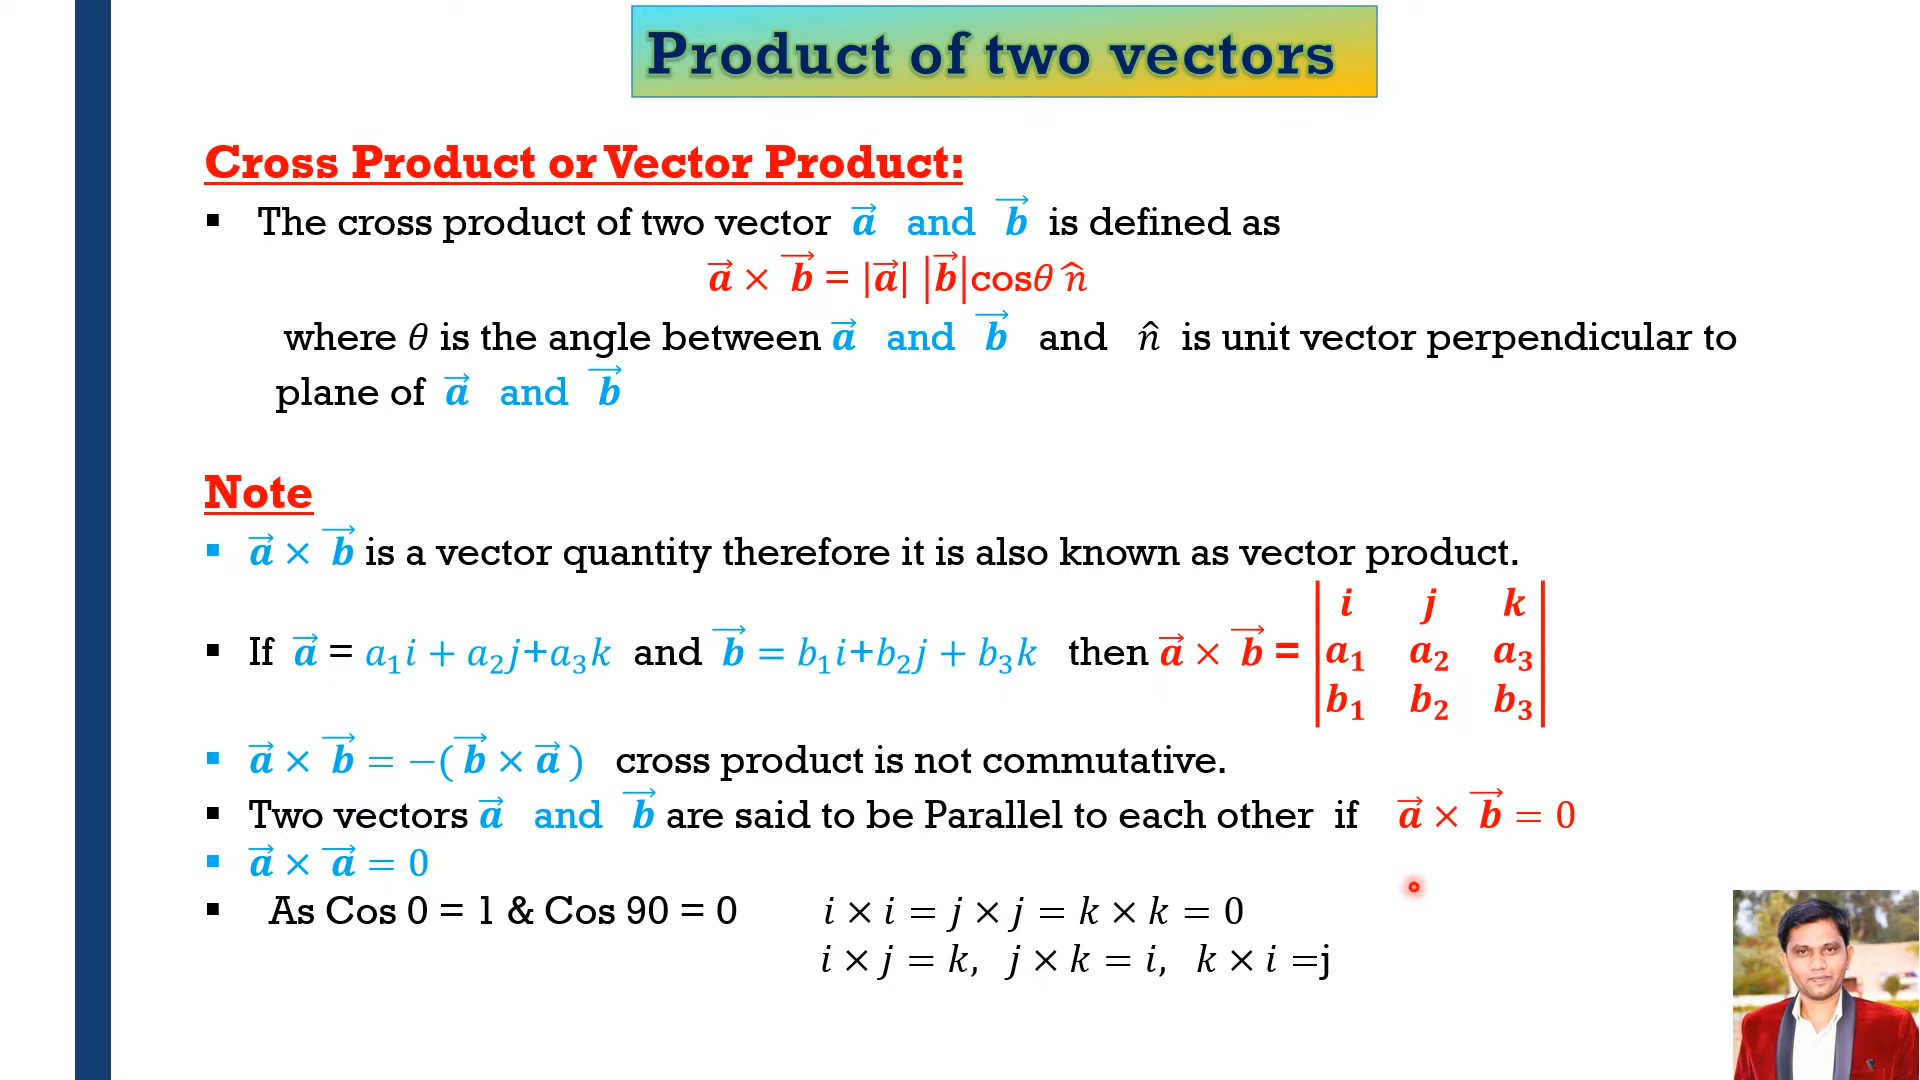 Product of two vectors
Cross Product or Vector Product:
▪ The cross product of two vector a⃗ and b⃗ is defined as
a⃗ × b⃗ = |a⃗| |b⃗|cosθ n̂
where θ is the angle between a⃗ and b⃗ and n̂ is unit vector perpendicular to
plane of a⃗ and b⃗
Note
▪ a⃗ × b⃗ is a vector quantity therefore it is also known as vector product.
▪ If a⃗ = a₁i + a₂j+a₃k and b⃗ = b₁i+b₂j + b₃k then a⃗ × b⃗ = |i j k|
|a₁ a₂ a₃|
|b₁ b₂ b₃|
▪ a⃗ × b⃗ = −( b⃗ × a⃗ ) cross product is not commutative.
▪ Two vectors a⃗ and b⃗ are said to be Parallel to each other if a⃗ × b⃗ = 0
▪ a⃗ × a⃗ = 0
▪ As Cos 0 = 1 & Cos 90 = 0 i × i = j × j = k × k = 0
i × j = k, j × k = i, k × i =j